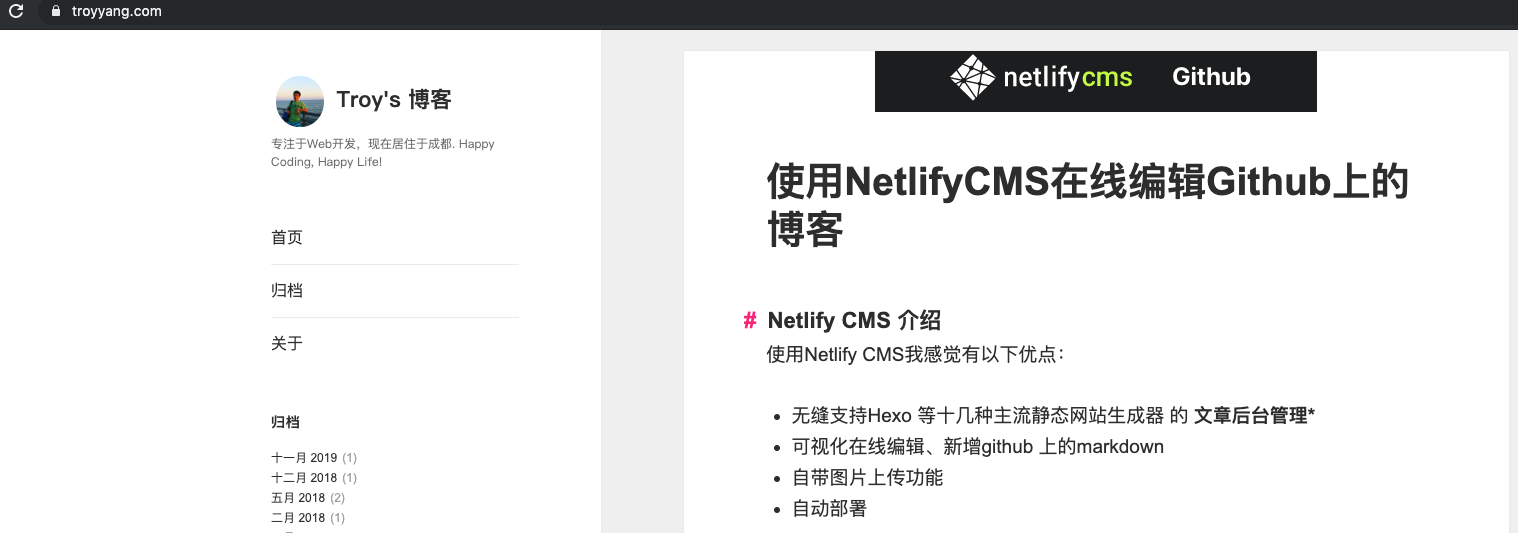 troyyang.com
Troy's 博客
专注于Web开发，现在居住于成都. Happy
Coding, Happy Life!
首页
归档
关于
归档
十一月 2019 (1)
十二月 2018 (1)
五月 2018 (2)
二月 2018 (1)
netlifycms Github
使用NetlifyCMS在线编辑Github上的
博客
# Netlify CMS 介绍
使用Netlify CMS我感觉有以下优点：
• 无缝支持Hexo 等十几种主流静态网站生成器 的 文章后台管理*
• 可视化在线编辑、新增github 上的markdown
• 自带图片上传功能
• 自动部署